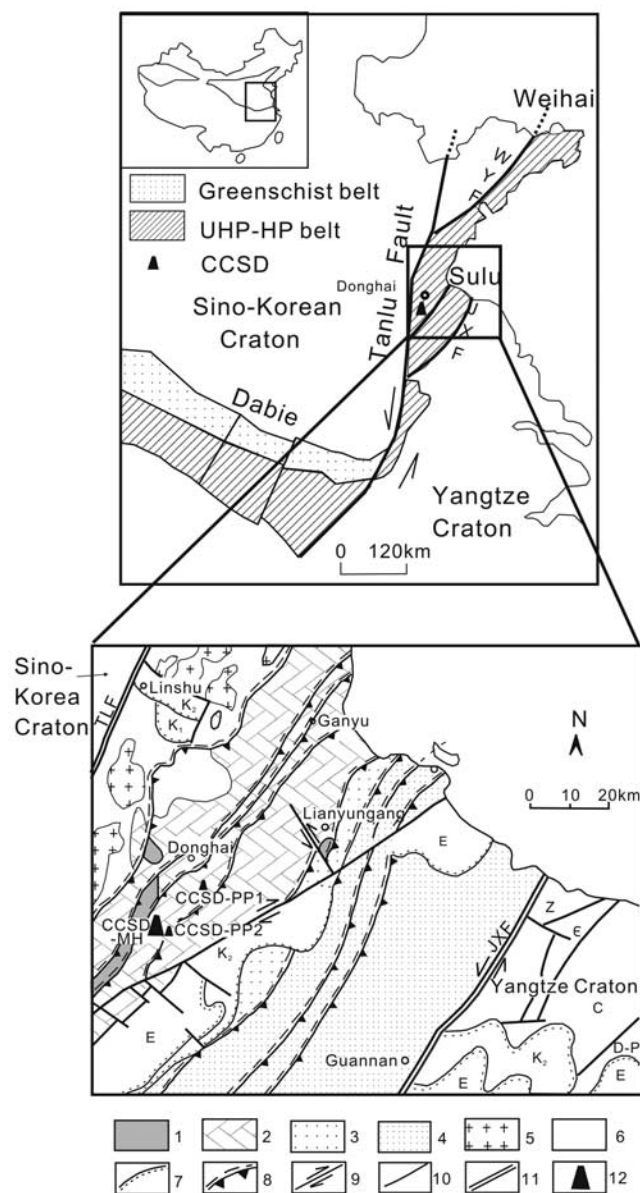 Weihai
WYF
Greenschist belt
UHP-HP belt
CCSD
Sino-Korean
Craton
Tanlu Fault
Donghai
Sulu
JXF
Dabie
Yangtze
Craton
0 120km
Sino-
Korea
Craton
TLF
Linshu
K₂
K₁
Ganyu
N
0 10 20km
Lianyungang
Donghai
E
CCSD-PP1
CCSD
-MH
CCSD-PP2
K₂
JXF
Z
Є
Yangtze Craton
C
E
D-P
K₂
Guannan
E
E
1 2 3 4 5 6
7 8 9 10 11 12